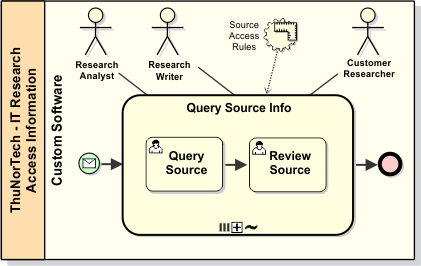 ThuNorTech - IT Research
Access Information
Custom Software
Research
Analyst
Research
Writer
Source
Access
Rules
Customer
Researcher
Query Source Info
Query
Source
Review
Source